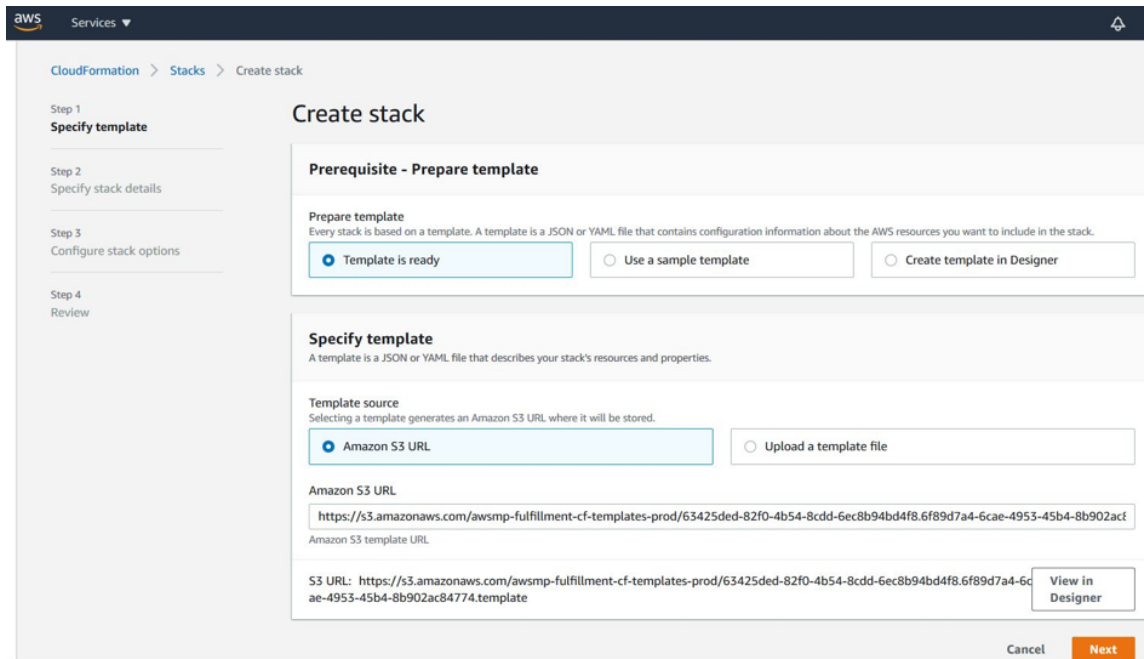 aws
Services ▼
CloudFormation > Stacks > Create stack
Step 1
Specify template
Step 2
Specify stack details
Step 3
Configure stack options
Step 4
Review
Create stack
Prerequisite - Prepare template
Prepare template
Every stack is based on a template. A template is a JSON or YAML file that contains configuration information about the AWS resources you want to include in the stack.
Template is ready
Use a sample template
Create template in Designer
Specify template
A template is a JSON or YAML file that describes your stack's resources and properties.
Template source
Selecting a template generates an Amazon S3 URL where it will be stored.
Amazon S3 URL
Upload a template file
Amazon S3 URL
https://s3.amazonaws.com/awsmp-fulfillment-cf-templates-prod/63425ded-82f0-4b54-8cdd-6ec8b94bd4f8.6f89d7a4-6cae-4953-45b4-8b902ac8
Amazon S3 template URL
S3 URL: https://s3.amazonaws.com/awsmp-fulfillment-cf-templates-prod/63425ded-82f0-4b54-8cdd-6ec8b94bd4f8.6f89d7a4-6c
ae-4953-45b4-8b902ac84774.template
View in
Designer
Cancel
Next